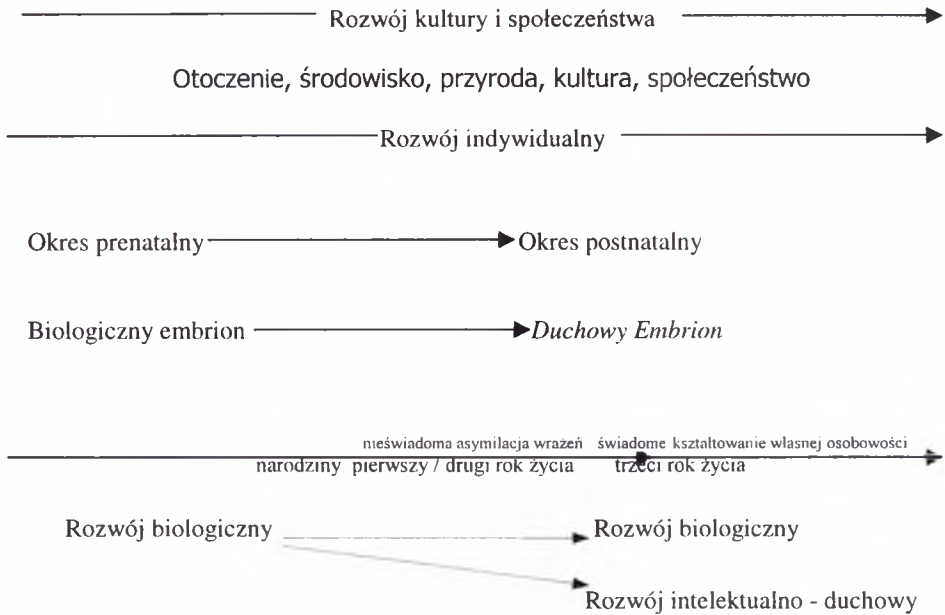 Rozwój kultury i społeczeństwa
Otoczenie, środowisko, przyroda, kultura, społeczeństwo
Rozwój indywidualny
Okres prenatalny Okres postnatalny
Biologiczny embrion Duchowy Embrion
nieświadoma asymilacja wrażeń świadome kształtowanie własnej osobowości
narodziny pierwszy / drugi rok życia trzeci rok życia
Rozwój biologiczny Rozwój biologiczny
Rozwój intelektualno - duchowy